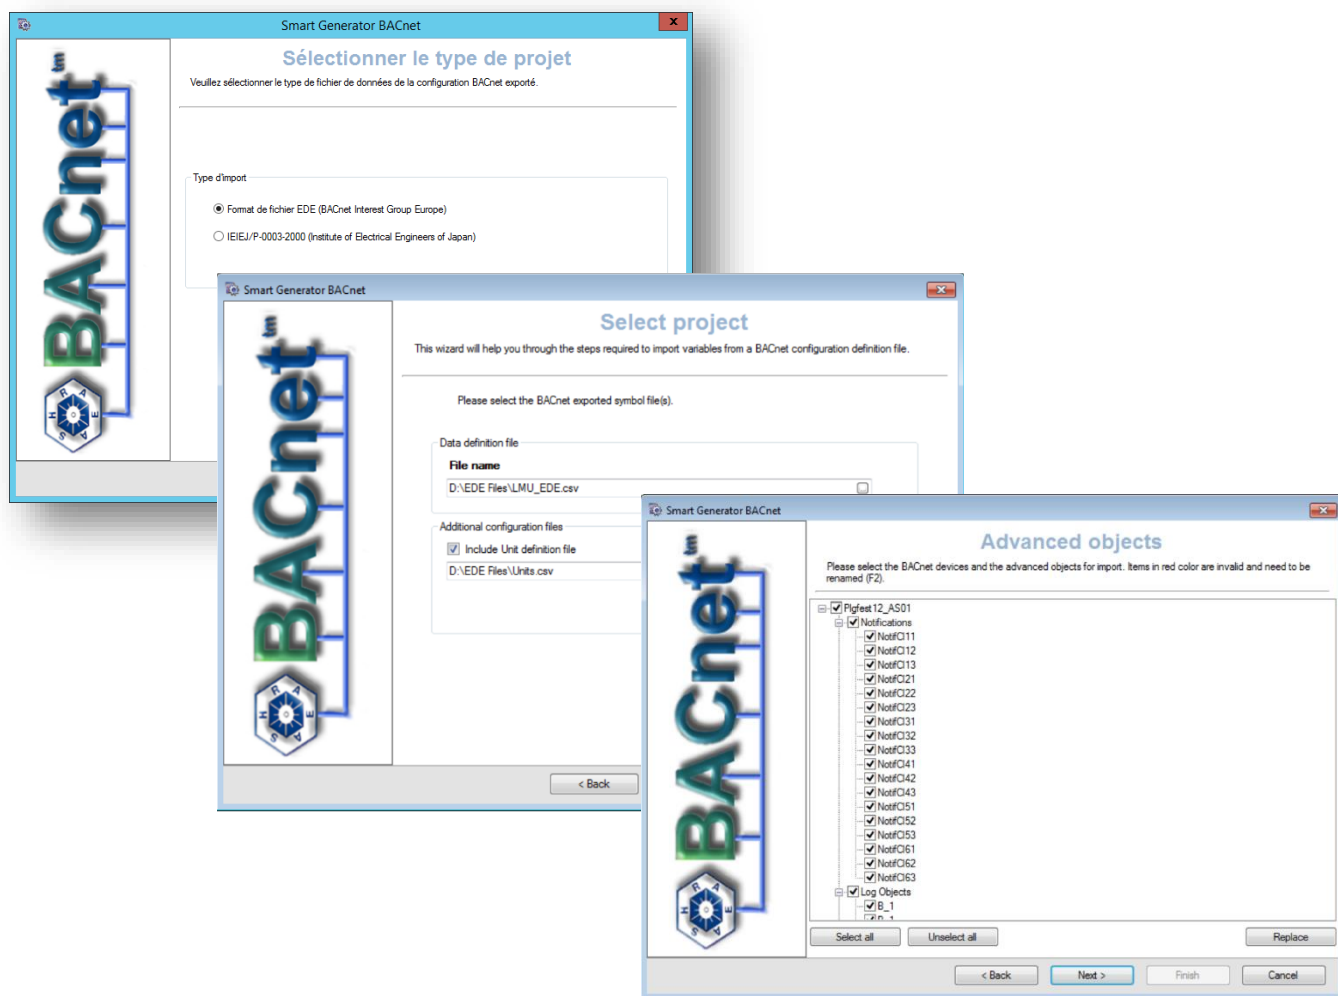 Smart Generator BACnet
x
BACnet tm
ASHRAE
Sélectionner le type de projet
Veuillez sélectionner le type de fichier de données de la configuration BACnet exporté.
Type d'import
Format de fichier EDE (BACnet Interest Group Europe)
IEIEJ/P-0003-2000 (Institute of Electrical Engineers of Japan)
Smart Generator BACnet
BACnet tm
ASHRAE
Select project
This wizard will help you through the steps required to import variables from a BACnet configuration definition file.
Please select the BACnet exported symbol file(s).
Data definition file
File name
D:\EDE Files\LMU_EDE.csv
Additional configuration files
Include Unit definition file
D:\EDE Files\Units.csv
< Back
Smart Generator BACnet
BACnet tm
ASHRAE
Advanced objects
Please select the BACnet devices and the advanced objects for import. Items in red color are invalid and need to be
renamed (F2).
Plgfest12_AS01
Notifications
NotifCl11
NotifCl12
NotifCl13
NotifCl21
NotifCl22
NotifCl23
NotifCl31
NotifCl32
NotifCl33
NotifCl41
NotifCl42
NotifCl43
NotifCl51
NotifCl52
NotifCl53
NotifCl61
NotifCl62
NotifCl63
Log Objects
B_1
Select all
Unselect all
Replace
< Back
Next >
Finish
Cancel